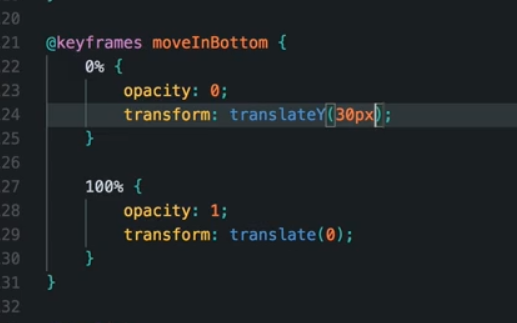 20
21 @keyframes moveInBottom {
22 0% {
23 opacity: 0;
24 transform: translateY(30px);
25 }
26
27 100% {
28 opacity: 1;
29 transform: translate(0);
30 }
31 }
32